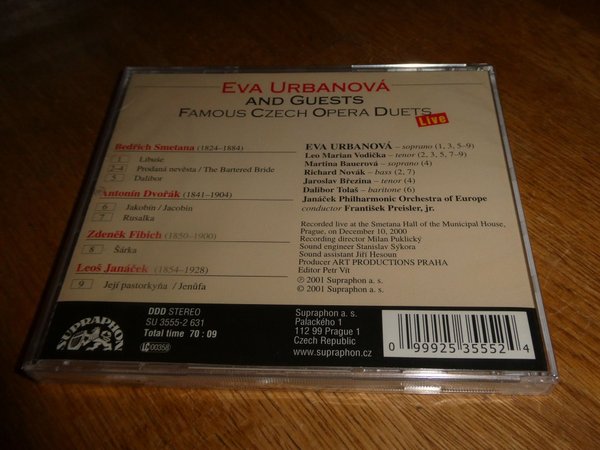 EVA URBANOVÁ
AND GUESTS
FAMOUS CZECH OPERA DUETS
Live
Bedřich Smetana (1824–1884)
1 Libuše
2–4 Prodaná nevěsta / The Bartered Bride
5 Dalibor
Antonín Dvořák (1841–1904)
6 Jakobín / Jacobin
7 Rusalka
Zdeněk Fibich (1850–1900)
8 Šárka
Leoš Janáček (1854–1928)
9 Její pastorkyňa / Jenůfa
EVA URBANOVÁ – soprano (1, 3, 5–9)
Leo Marian Vodička – tenor (2, 3, 5, 7–9)
Martina Bauerová – soprano (4)
Richard Novák – bass (2, 7)
Jaroslav Březina – tenor (4)
Dalibor Tolaš – baritone (6)
Janáček Philharmonic Orchestra of Europe
conductor František Preisler, jr.
Recorded live at the Smetana Hall of the Municipal House,
Prague, on December 10, 2000
Recording director Milan Puklický
Sound engineer Stanislav Sýkora
Sound assistant Jiří Hesoun
Producer ART PRODUCTIONS PRAHA
Editor Petr Vít
℗ 2001 Supraphon a. s.
© 2001 Supraphon a. s.
SUPRAPHON
DDD STEREO
SU 3555-2 631
Total time 70 : 09
LC 00358
Supraphon a. s.
Palackého 1
112 99 Prague 1
Czech Republic
www.supraphon.cz
0 99925 35552 4